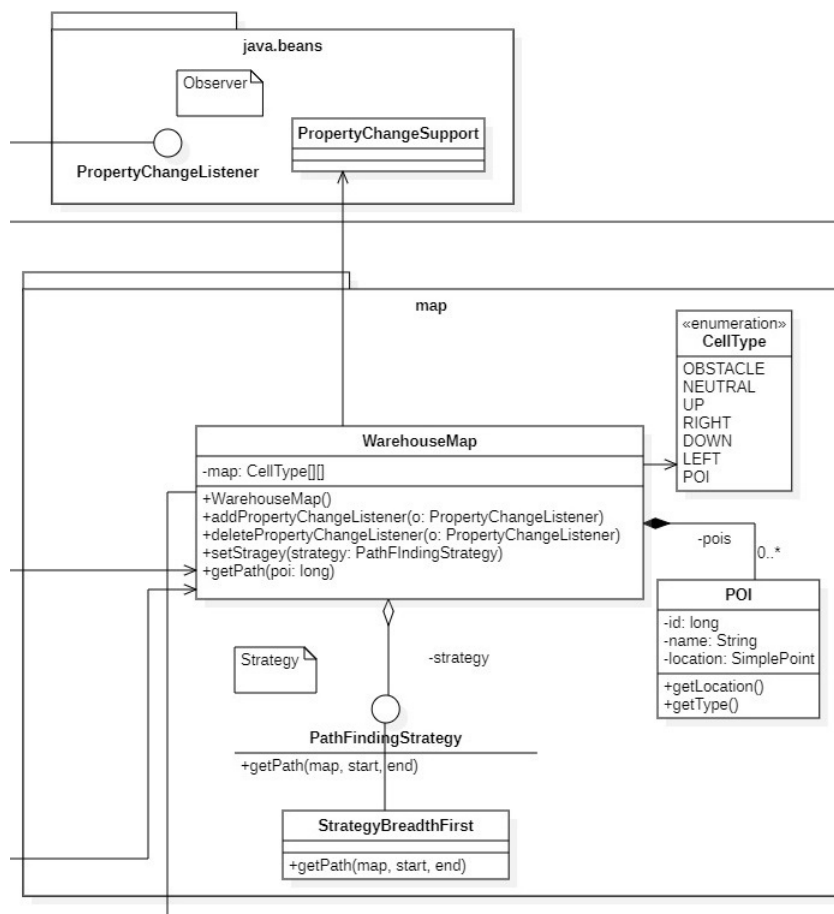 java.beans
Observer
PropertyChangeSupport
PropertyChangeListener
map
«enumeration»
CellType
OBSTACLE
NEUTRAL
UP
RIGHT
DOWN
LEFT
POI
WarehouseMap
-map: CellType[][]
+WarehouseMap()
+addPropertyChangeListener(o: PropertyChangeListener)
+deletePropertyChangeListener(o: PropertyChangeListener)
+setStragey(strategy: PathFIndingStrategy)
+getPath(poi: long)
-pois
0..*
POI
-id: long
-name: String
-location: SimplePoint
+getLocation()
+getType()
Strategy
-strategy
PathFindingStrategy
+getPath(map, start, end)
StrategyBreadthFirst
+getPath(map, start, end)